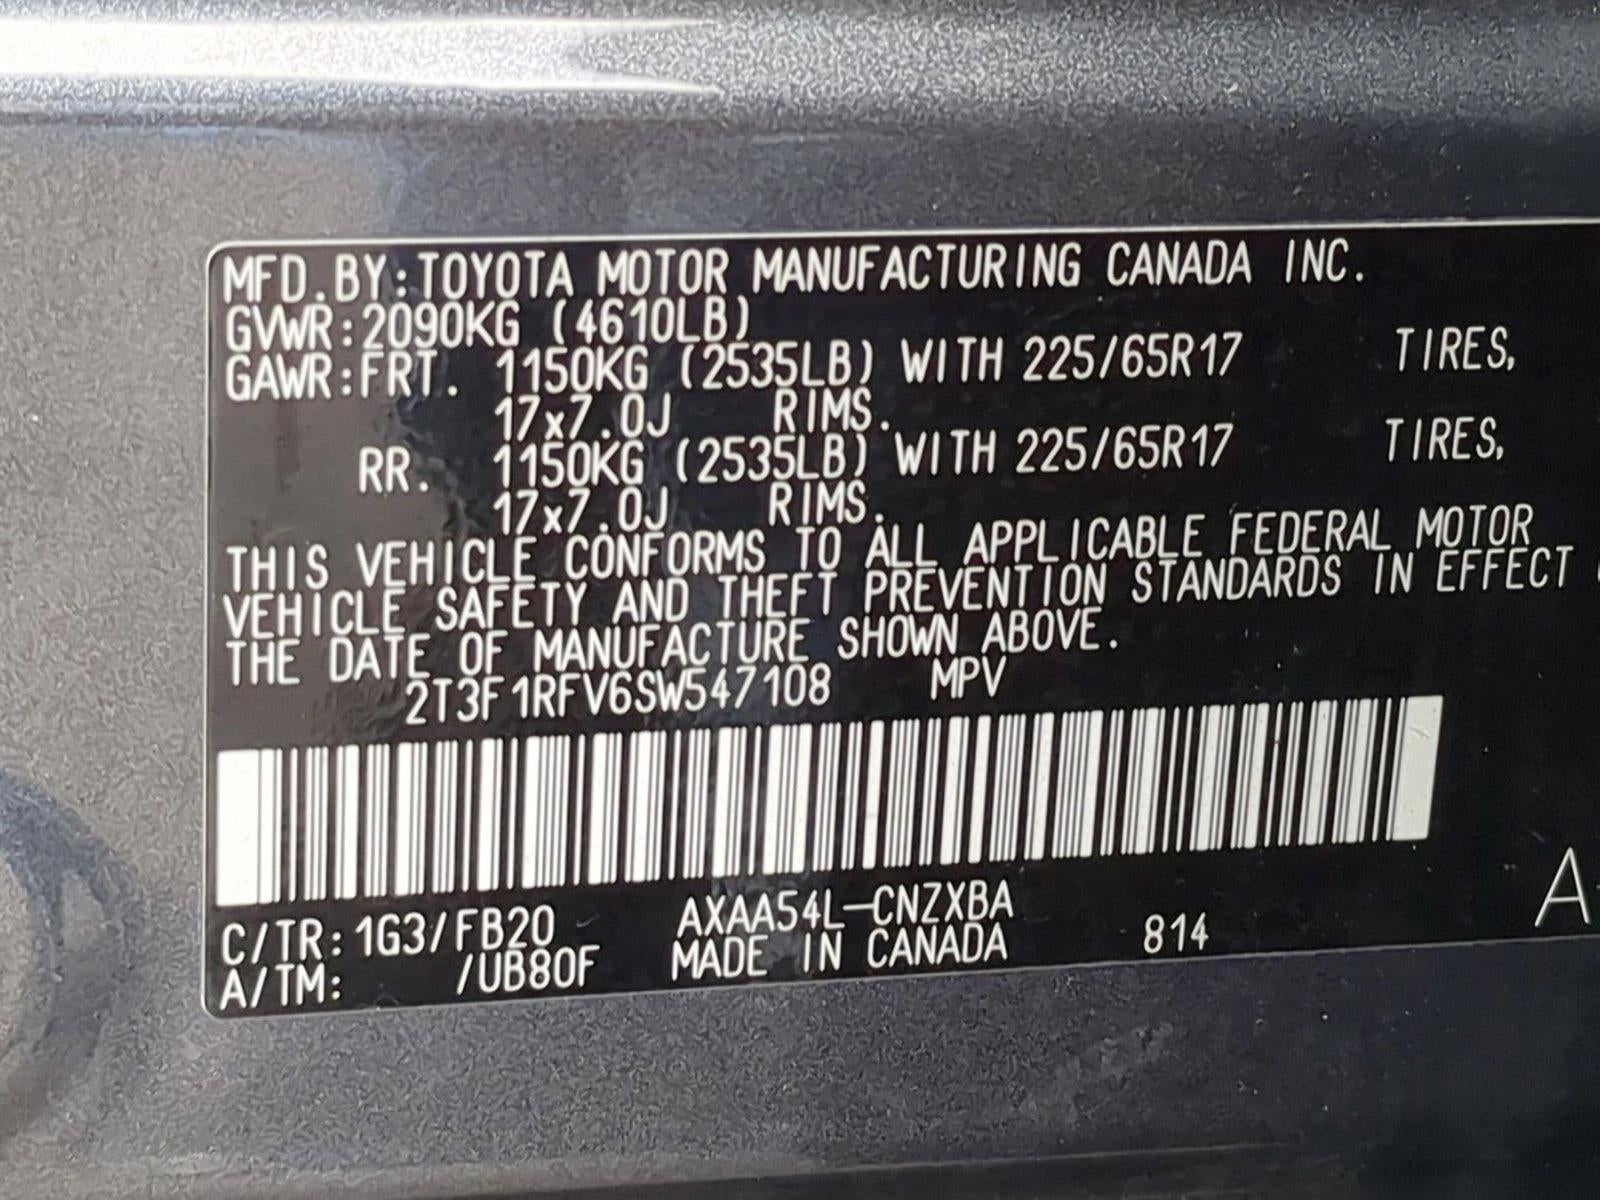 MFD.BY:TOYOTA MOTOR MANUFACTURING CANADA INC.
GVWR:2090KG (4610LB)
GAWR:FRT. 1150KG (2535LB) WITH 225/65R17 TIRES,
17x7.0J RIMS.
RR. 1150KG (2535LB) WITH 225/65R17 TIRES,
17x7.0J RIMS.
THIS VEHICLE CONFORMS TO ALL APPLICABLE FEDERAL MOTOR
VEHICLE SAFETY AND THEFT PREVENTION STANDARDS IN EFFECT
THE DATE OF MANUFACTURE SHOWN ABOVE.
2T3F1RFV6SW547108 MPV
C/TR:1G3/FB20 AXAA54L-CNZXBA
A/TM: /UB80F MADE IN CANADA 814
A